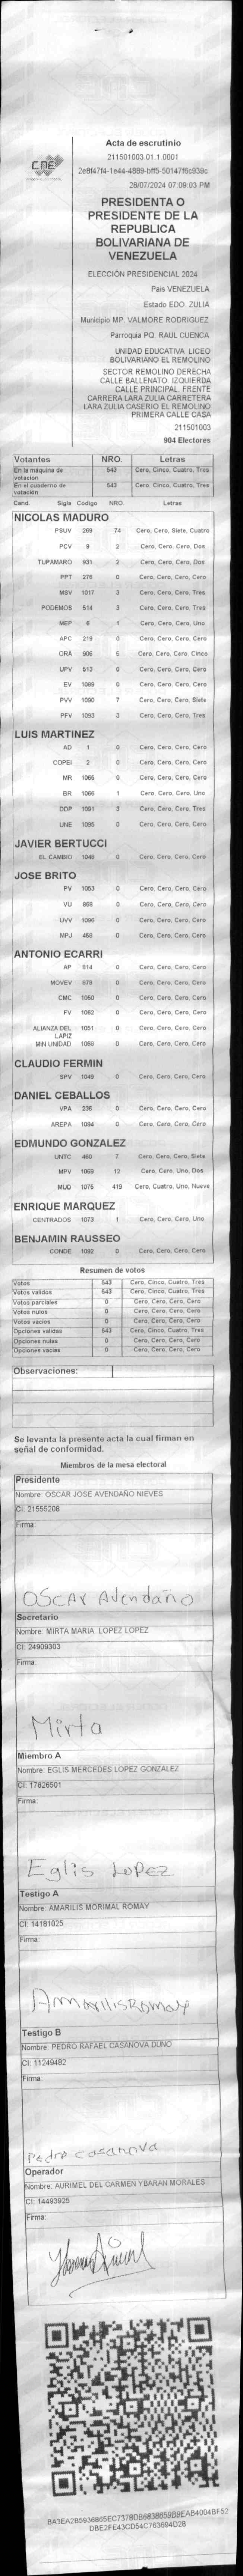 CNE
Acta de escrutinio
211501003.01.1.0001
2e8f47f4-1e44-4889-bff5-50147f6c939c
28/07/2024 07:09:03 PM
PRESIDENTA O
PRESIDENTE DE LA
REPUBLICA
BOLIVARIANA DE
VENEZUELA
ELECCIÓN PRESIDENCIAL 2024
País VENEZUELA
Estado EDO. ZULIA
Municipio MP. VALMORE RODRIGUEZ
Parroquia PQ. RAUL CUENCA
UNIDAD EDUCATIVA LICEO
BOLIVARIANO EL REMOLINO
SECTOR REMOLINO DERECHA
CALLE BALLENATO. IZQUIERDA
CALLE PRINCIPAL. FRENTE
CARRERA LARA ZULIA CARRETERA
LARA ZULIA CASERIO EL REMOLINO
PRIMERA CALLE CASA
211501003
904 Electores
Votantes NRO. Letras
En la máquina de votación 543 Cero, Cinco, Cuatro, Tres
En el cuaderno de votación 543 Cero, Cinco, Cuatro, Tres
Cand. Sigla Código NRO. Letras
NICOLAS MADURO
PSUV 269 74 Cero, Cero, Siete, Cuatro
PCV 9 2 Cero, Cero, Cero, Dos
TUPAMARO 931 2 Cero, Cero, Cero, Dos
PPT 276 0 Cero, Cero, Cero, Cero
MSV 1017 3 Cero, Cero, Cero, Tres
PODEMOS 514 3 Cero, Cero, Cero, Tres
MEP 6 1 Cero, Cero, Cero, Uno
APC 219 0 Cero, Cero, Cero, Cero
ORA 906 5 Cero, Cero, Cero, Cinco
UPV 513 0 Cero, Cero, Cero, Cero
EV 1089 0 Cero, Cero, Cero, Cero
PVV 1090 7 Cero, Cero, Cero, Siete
PFV 1093 3 Cero, Cero, Cero, Tres
LUIS MARTINEZ
AD 1 0 Cero, Cero, Cero, Cero
COPEI 2 0 Cero, Cero, Cero, Cero
MR 1065 0 Cero, Cero, Cero, Cero
BR 1066 1 Cero, Cero, Cero, Uno
DDP 1091 3 Cero, Cero, Cero, Tres
UNE 1095 0 Cero, Cero, Cero, Cero
JAVIER BERTUCCI
EL CAMBIO 1048 0 Cero, Cero, Cero, Cero
JOSE BRITO
PV 1053 0 Cero, Cero, Cero, Cero
VU 968 0 Cero, Cero, Cero, Cero
UVV 1096 0 Cero, Cero, Cero, Cero
MPJ 458 0 Cero, Cero, Cero, Cero
ANTONIO ECARRI
AP 914 0 Cero, Cero, Cero, Cero
MOVEV 979 0 Cero, Cero, Cero, Cero
CMC 1050 0 Cero, Cero, Cero, Cero
FV 1062 0 Cero, Cero, Cero, Cero
ALIANZA DEL LAPIZ 1051 0 Cero, Cero, Cero, Cero
MIN UNIDAD 1068 0 Cero, Cero, Cero, Cero
CLAUDIO FERMIN
SPV 1049 0 Cero, Cero, Cero, Cero
DANIEL CEBALLOS
VPA 236 0 Cero, Cero, Cero, Cero
AREPA 1094 0 Cero, Cero, Cero, Cero
EDMUNDO GONZALEZ
UNTC 460 7 Cero, Cero, Cero, Siete
MPV 1069 12 Cero, Cero, Uno, Dos
MUD 1075 419 Cero, Cuatro, Uno, Nueve
ENRIQUE MARQUEZ
CENTRADOS 1073 1 Cero, Cero, Cero, Uno
BENJAMIN RAUSSEO
CONDE 1092 0 Cero, Cero, Cero, Cero
Resumen de votos
Votos 543 Cero, Cinco, Cuatro, Tres
Votos válidos 543 Cero, Cinco, Cuatro, Tres
Votos parciales 0 Cero, Cero, Cero, Cero
Votos nulos 0 Cero, Cero, Cero, Cero
Votos vacíos 0 Cero, Cero, Cero, Cero
Opciones válidas 543 Cero, Cinco, Cuatro, Tres
Opciones nulas 0 Cero, Cero, Cero, Cero
Opciones vacías 0 Cero, Cero, Cero, Cero
Observaciones:
Se levanta la presente acta la cual firman en
señal de conformidad.
Miembros de la mesa electoral
Presidente
Nombre: OSCAR JOSE AVENDAÑO NIEVES
CI: 21555208
Firma:
OSCAR Avendaño
Secretario
Nombre: MIRTA MARIA LOPEZ LOPEZ
CI: 24909303
Firma:
Mirta
Miembro A
Nombre: EGLIS MERCEDES LOPEZ GONZALEZ
CI: 17826501
Firma:
Eglis Lopez
Testigo A
Nombre: AMARILIS MORIMAL ROMAY
CI: 14181025
Firma:
Amarilis Romay
Testigo B
Nombre: PEDRO RAFAEL CASANOVA DUNO
CI: 11249482
Firma:
Pedro Casanova
Operador
Nombre: AURIMEL DEL CARMEN YBARAN MORALES
CI: 14493925
Firma: